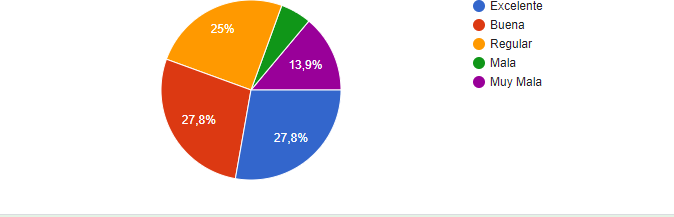 Excelente
Buena
Regular
Mala
Muy Mala
25%
13,9%
27,8%
27,8%